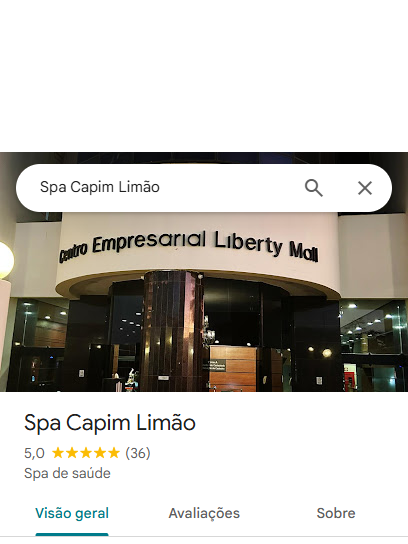 Spa Capim Limão
Centro Empresarial Liberty Mall
Spa Capim Limão
5,0 (36)
Spa de saúde
Visão geral Avaliações Sobre